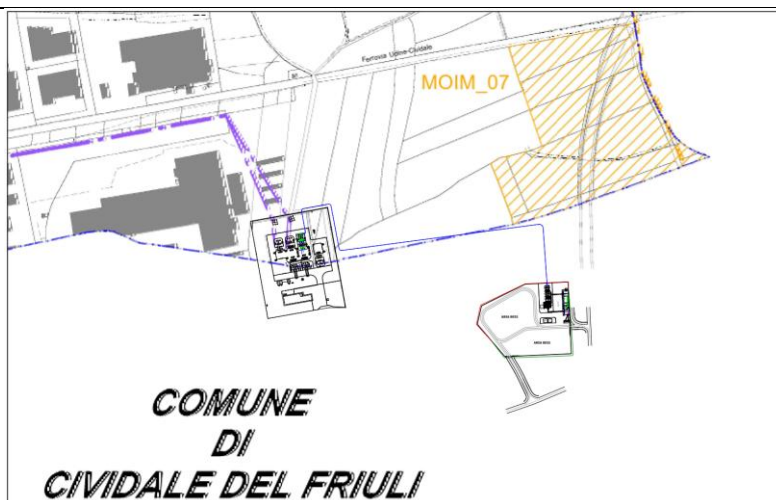 Ferrovia Udine-Cividale
MOIM_07
COMUNE
DI
CIVIDALE DEL FRIULI